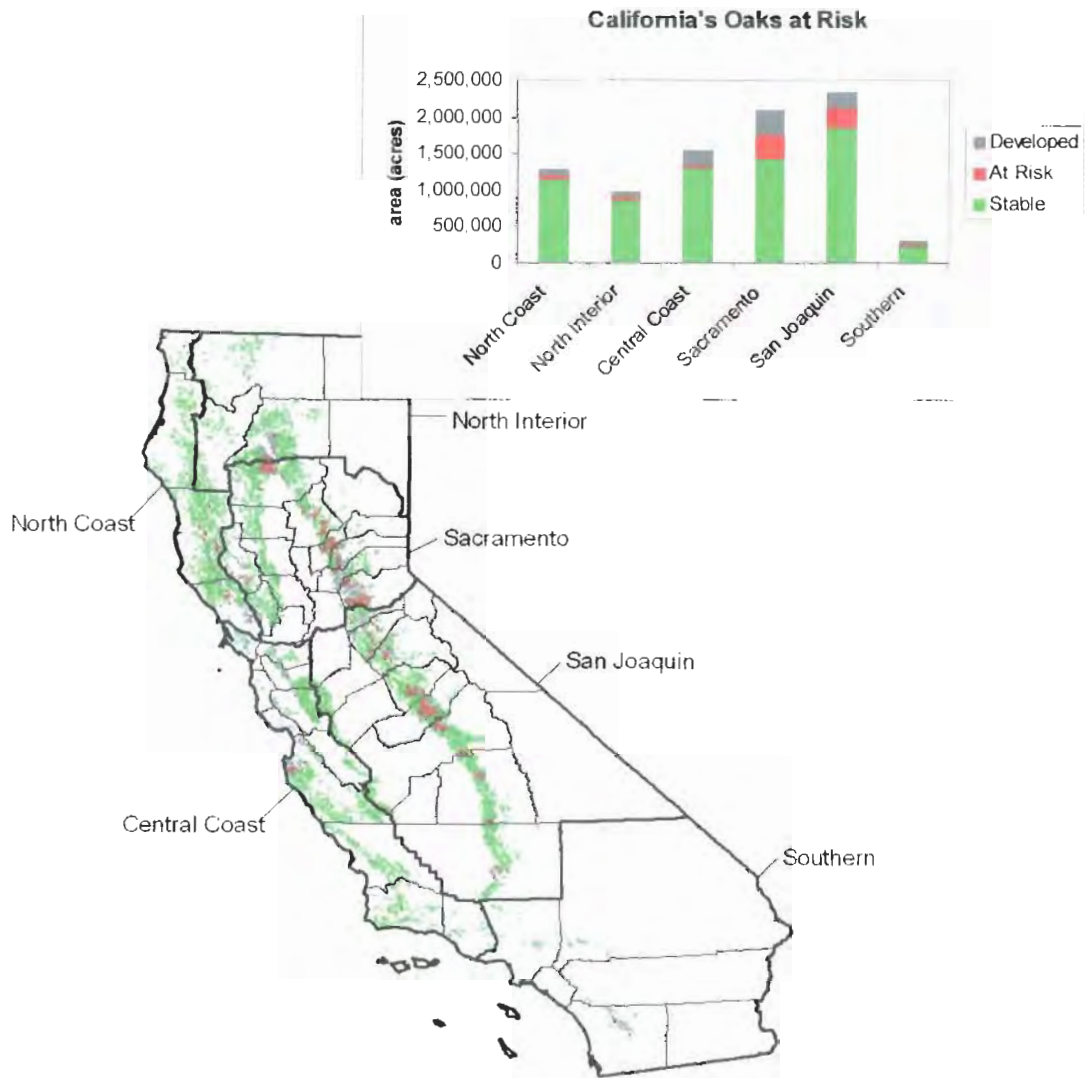 California's Oaks at Risk
area (acres)
2,500,000
2,000,000
1,500,000
1,000,000
500,000
0
Developed
At Risk
Stable
North Coast
North Interior
Central Coast
Sacramento
San Joaquin
Southern
North Interior
North Coast
Sacramento
San Joaquin
Central Coast
Southern